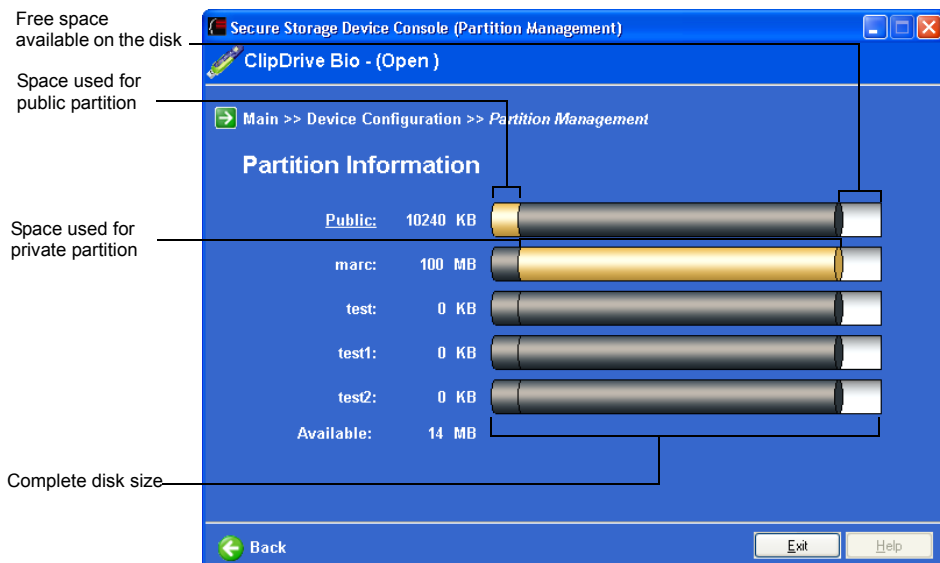 Free space
available on the disk
Space used for
public partition
Space used for
private partition
Complete disk size
Secure Storage Device Console (Partition Management)
ClipDrive Bio - (Open )
Main >> Device Configuration >> Partition Management
Partition Information
Public: 10240 KB
marc: 100 MB
test: 0 KB
test1: 0 KB
test2: 0 KB
Available: 14 MB
Back
Exit
Help